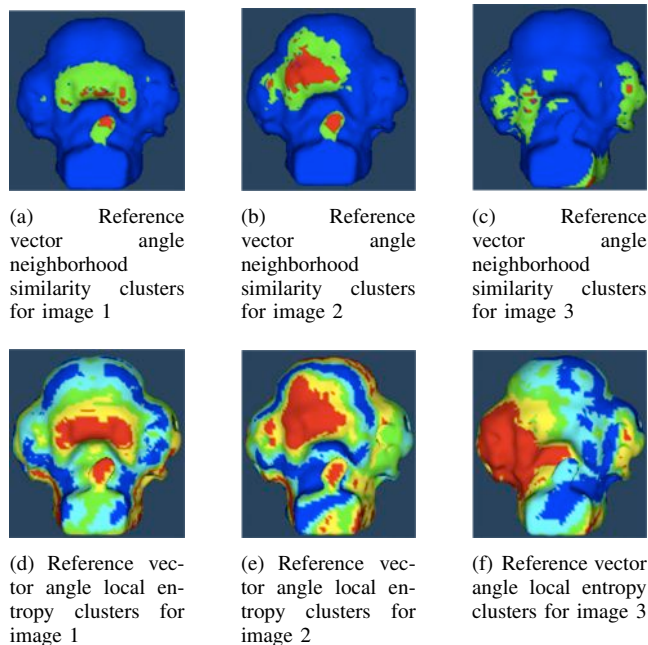 (a) Reference
vector angle
neighborhood
similarity clusters
for image 1
(b) Reference
vector angle
neighborhood
similarity clusters
for image 2
(c) Reference
vector angle
neighborhood
similarity clusters
for image 3
(d) Reference vec-
tor angle local en-
tropy clusters for
image 1
(e) Reference vec-
tor angle local en-
tropy clusters for
image 2
(f) Reference vector
angle local entropy
clusters for image 3